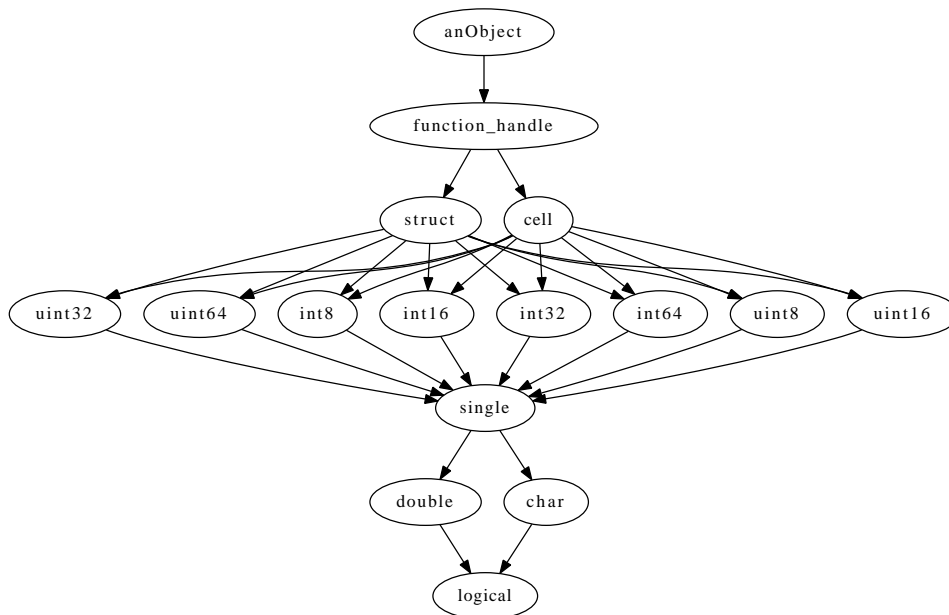 anObject
function_handle
struct cell
uint32 uint64 int8 int16 int32 int64 uint8 uint16
single
double char
logical